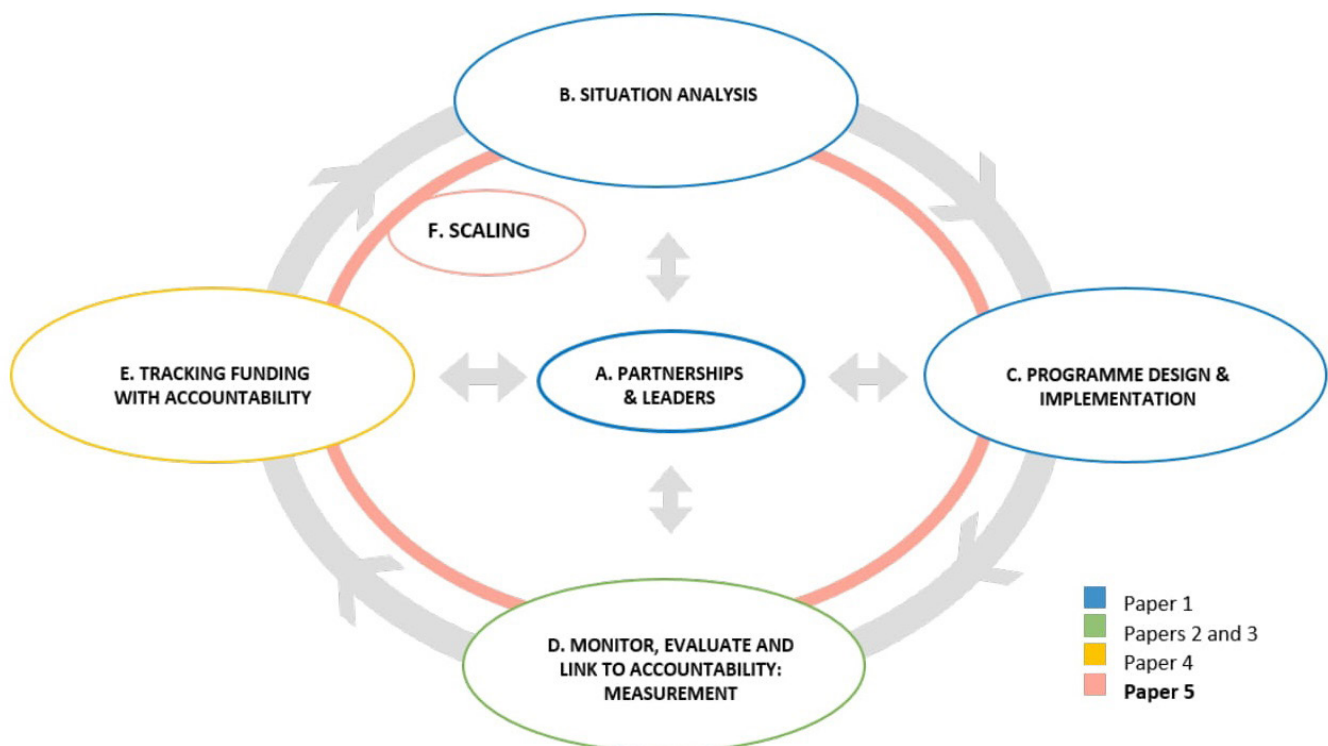 B. SITUATION ANALYSIS
F. SCALING
E. TRACKING FUNDING
WITH ACCOUNTABILITY
A. PARTNERSHIPS
& LEADERS
C. PROGRAMME DESIGN &
IMPLEMENTATION
D. MONITOR, EVALUATE AND
LINK TO ACCOUNTABILITY:
MEASUREMENT
Paper 1
Papers 2 and 3
Paper 4
Paper 5